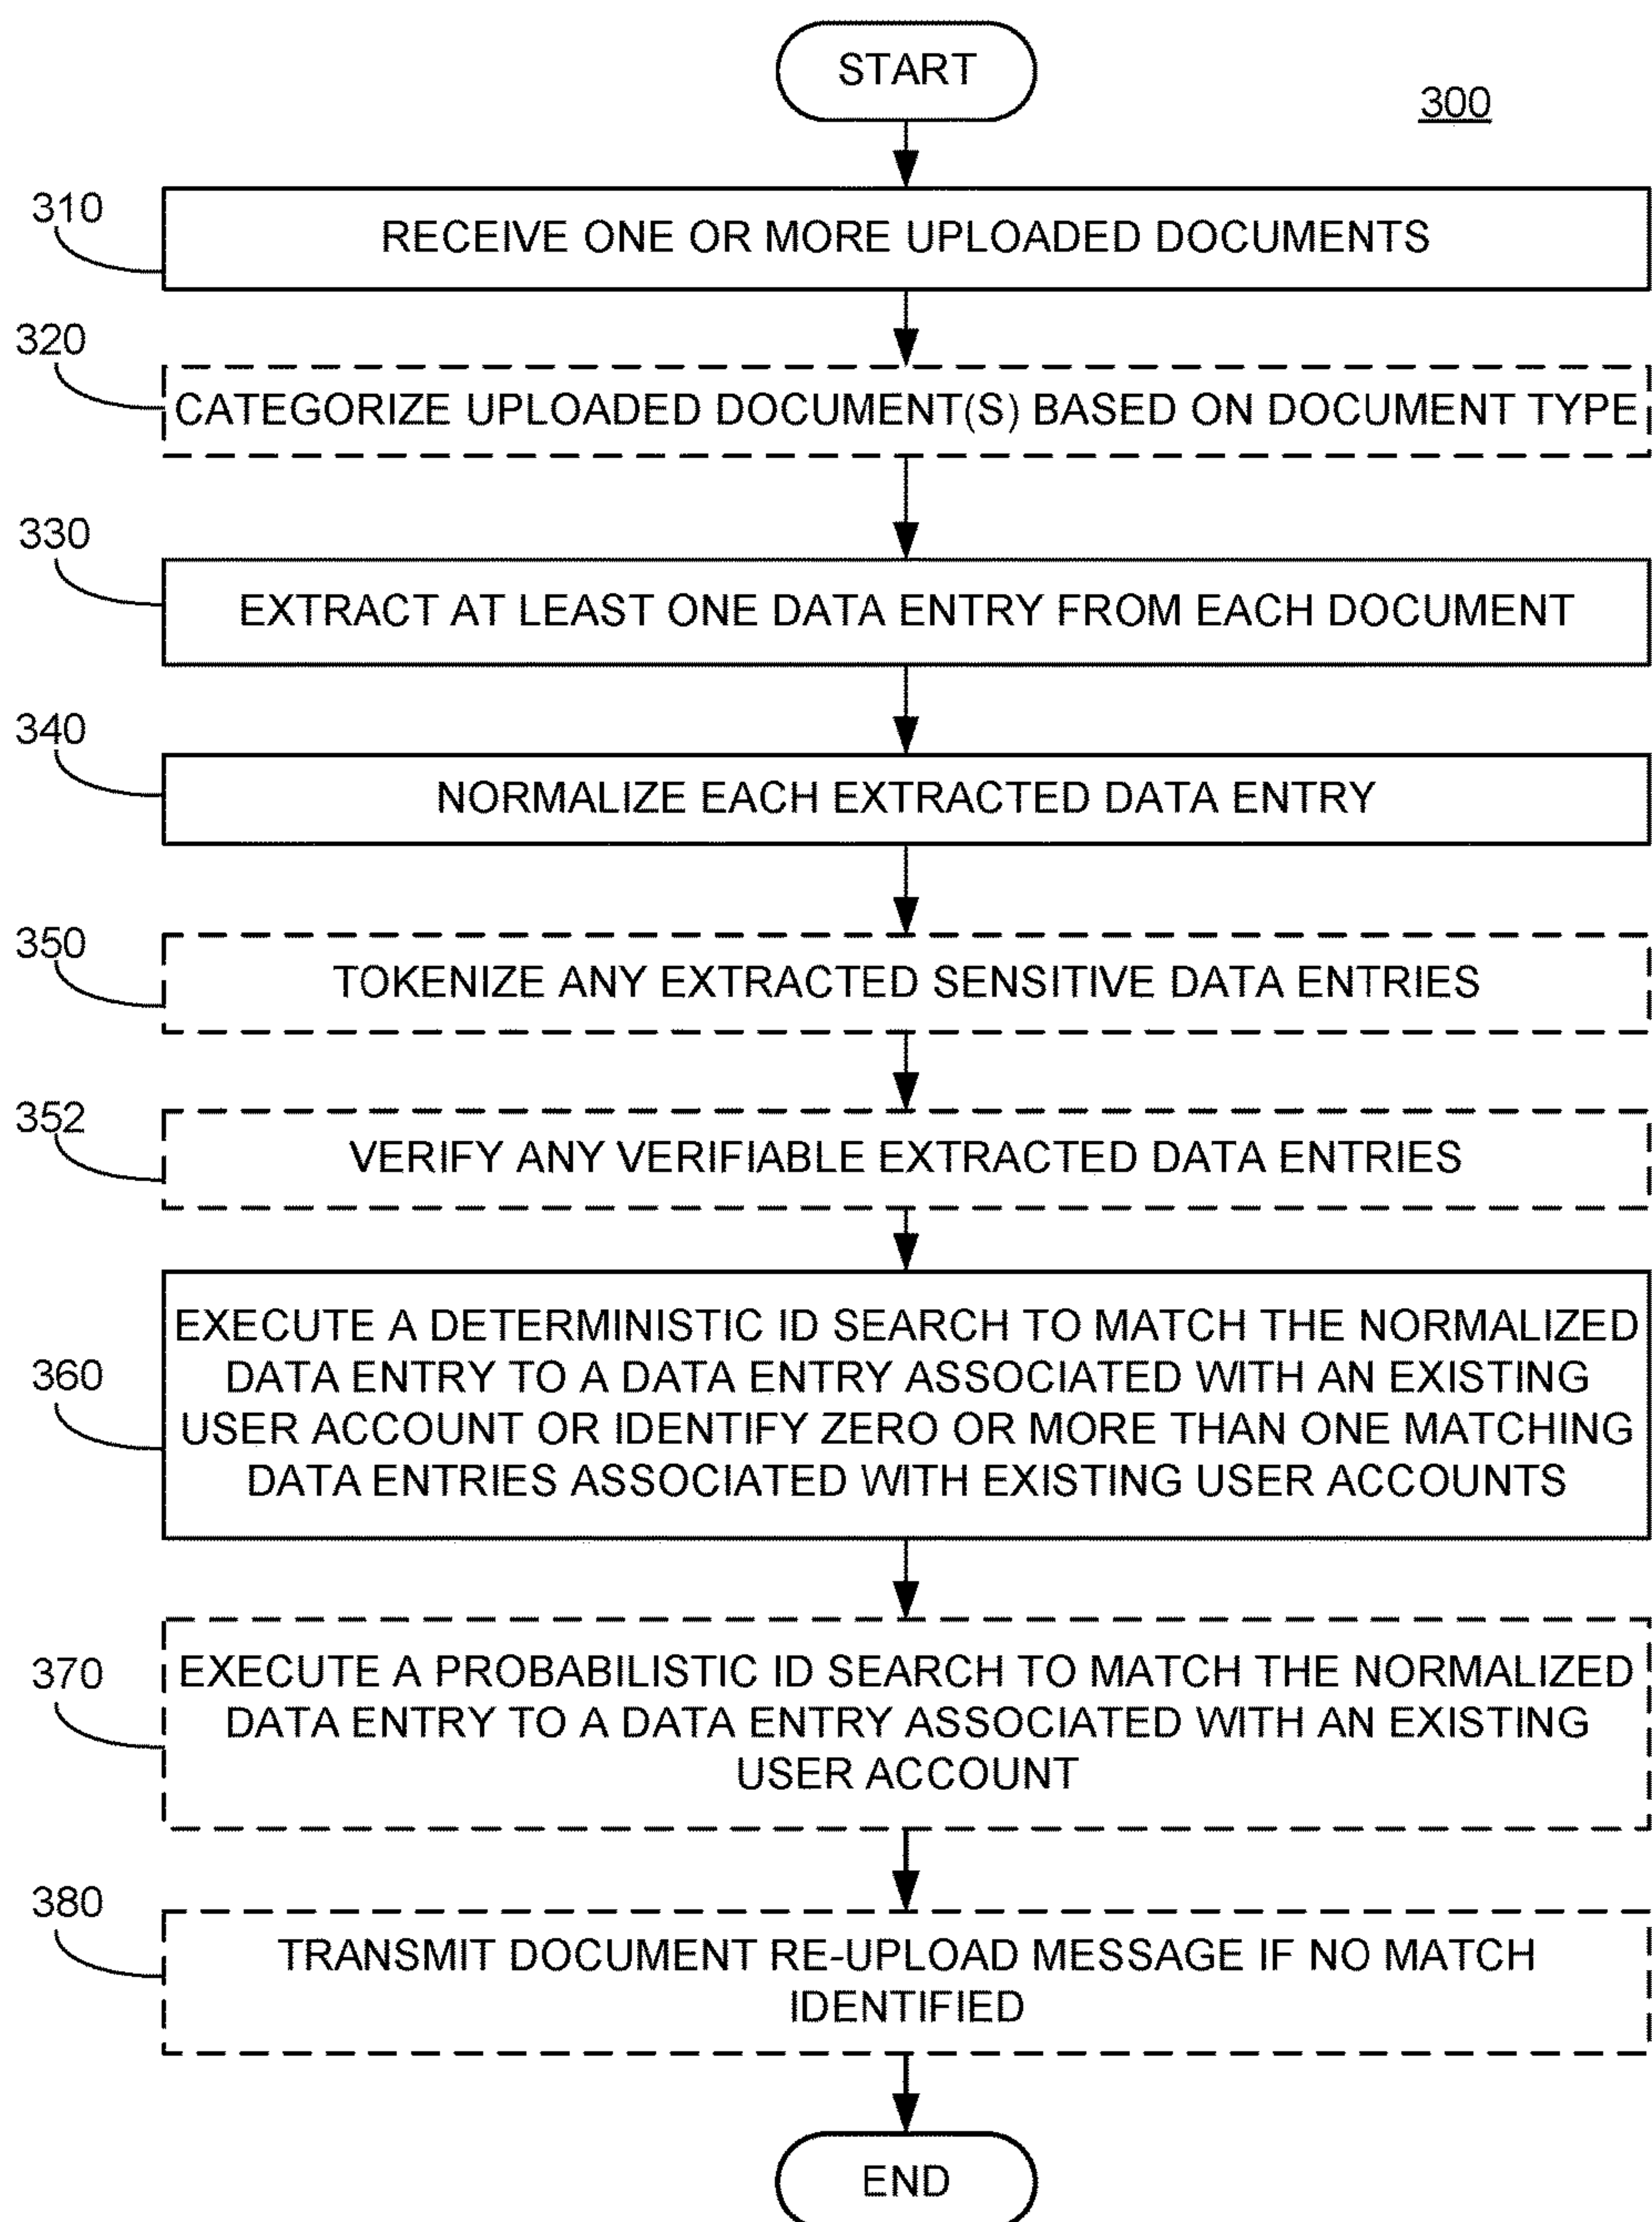 START
300
310
RECEIVE ONE OR MORE UPLOADED DOCUMENTS
320
CATEGORIZE UPLOADED DOCUMENT(S) BASED ON DOCUMENT TYPE
330
EXTRACT AT LEAST ONE DATA ENTRY FROM EACH DOCUMENT
340
NORMALIZE EACH EXTRACTED DATA ENTRY
350
TOKENIZE ANY EXTRACTED SENSITIVE DATA ENTRIES
352
VERIFY ANY VERIFIABLE EXTRACTED DATA ENTRIES
360
EXECUTE A DETERMINISTIC ID SEARCH TO MATCH THE NORMALIZED
DATA ENTRY TO A DATA ENTRY ASSOCIATED WITH AN EXISTING
USER ACCOUNT OR IDENTIFY ZERO OR MORE THAN ONE MATCHING
DATA ENTRIES ASSOCIATED WITH EXISTING USER ACCOUNTS
370
EXECUTE A PROBABILISTIC ID SEARCH TO MATCH THE NORMALIZED
DATA ENTRY TO A DATA ENTRY ASSOCIATED WITH AN EXISTING
USER ACCOUNT
380
TRANSMIT DOCUMENT RE-UPLOAD MESSAGE IF NO MATCH
IDENTIFIED
END